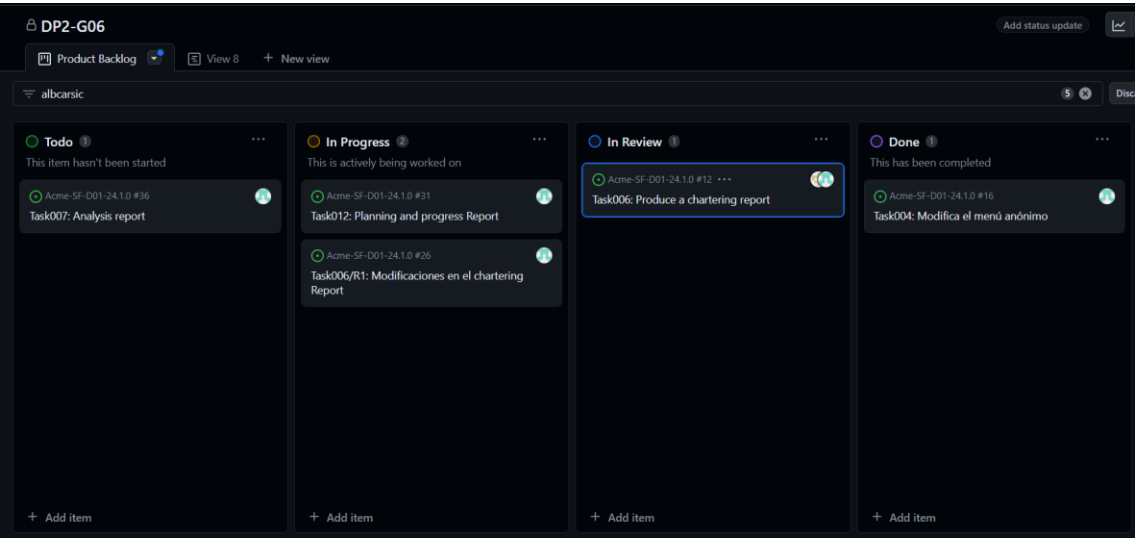 DP2-G06
Add status update
Product Backlog
View 8
+ New view
albcarsic
5
Todo 1
This item hasn't been started
Acme-SF-D01-24.1.0 #36
Task007: Analysis report
+ Add item
In Progress 2
This is actively being worked on
Acme-SF-D01-24.1.0 #31
Task012: Planning and progress Report
Acme-SF-D01-24.1.0 #26
Task006/R1: Modificaciones en el chartering
Report
+ Add item
In Review 1
Acme-SF-D01-24.1.0 #12 ···
Task006: Produce a chartering report
+ Add item
Done 1
This has been completed
Acme-SF-D01-24.1.0 #16
Task004: Modifica el menú anónimo
+ Add item